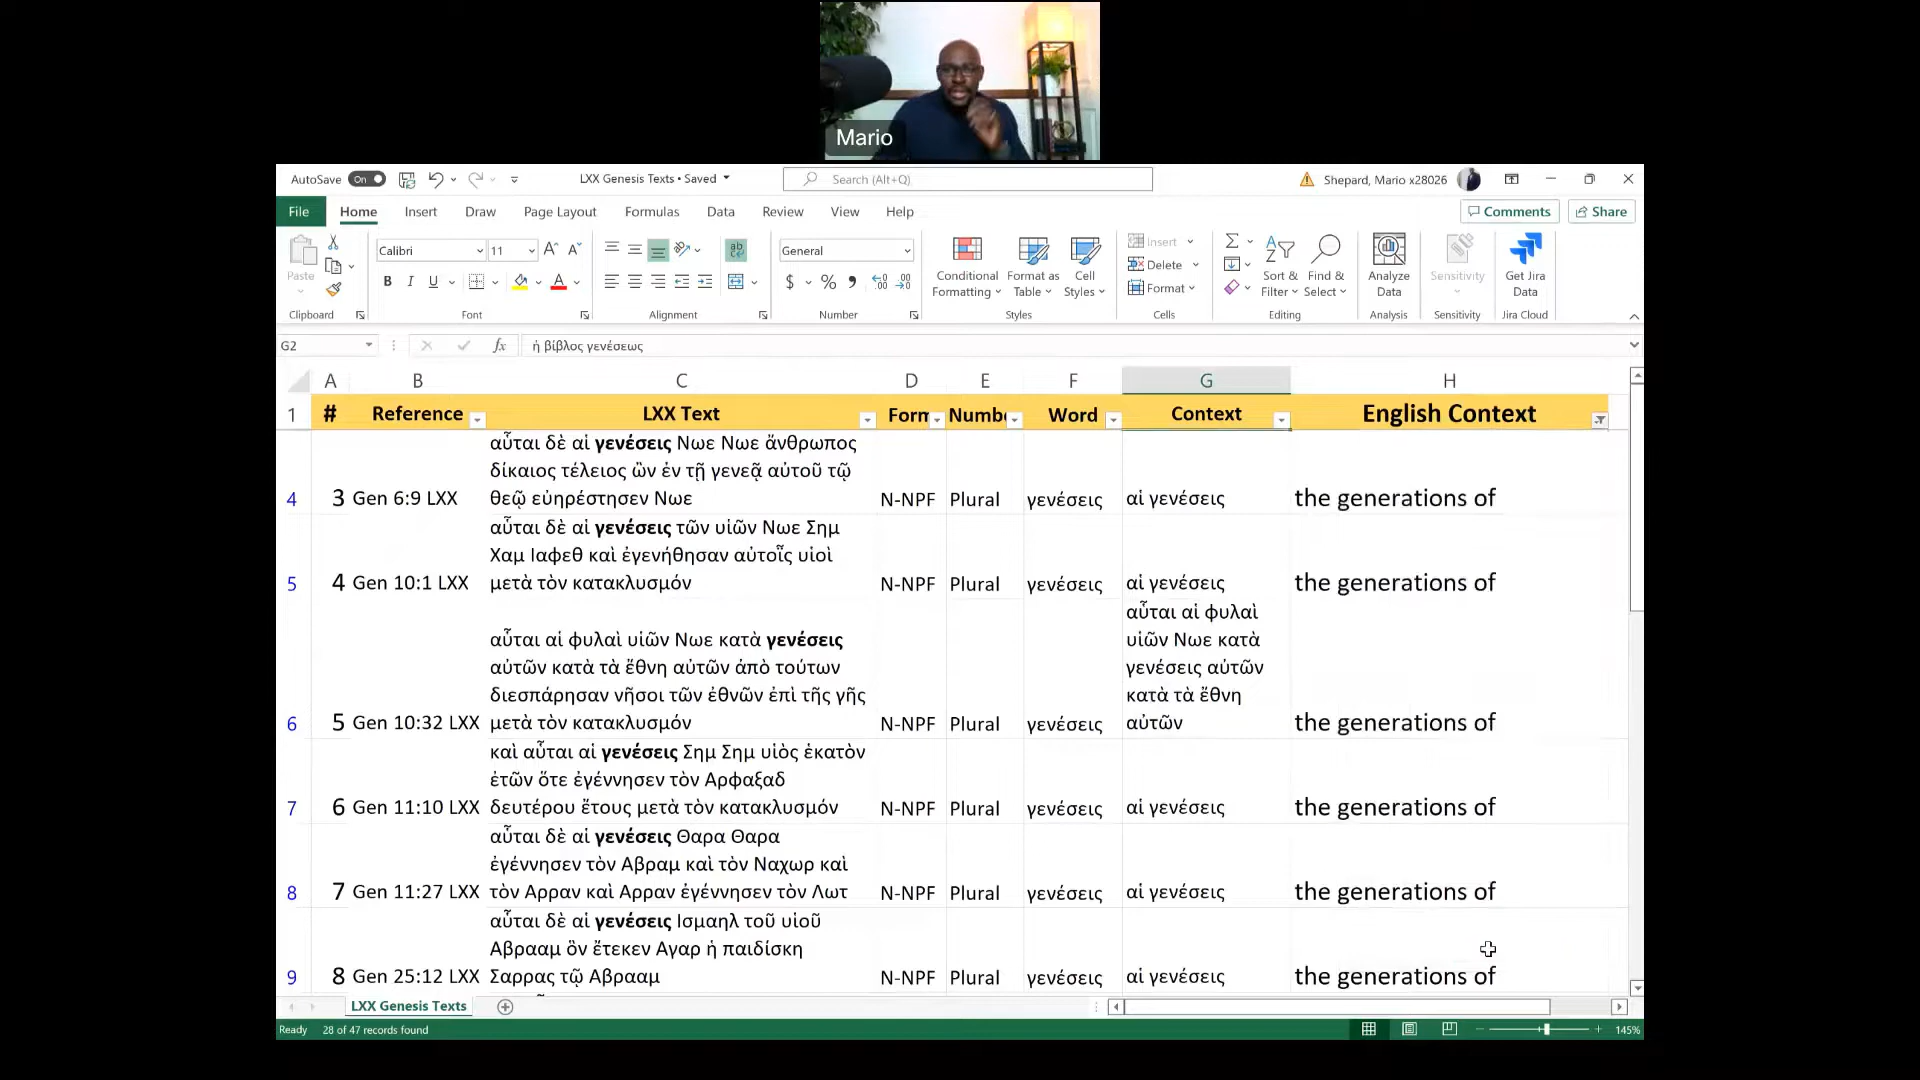 Mario
AutoSave On LXX Genesis Texts • Saved Search (Alt+Q) Shepard, Mario x28026
File Home Insert Draw Page Layout Formulas Data Review View Help Comments Share
Calibri 11 General
Paste Conditional Formatting Format as Table Cell Styles Insert Delete Format Sort & Filter Find & Select Analyze Data Sensitivity Get Jira Data
Clipboard Font Alignment Number Styles Cells Editing Analysis Sensitivity Jira Cloud
G2 fx ἡ βίβλος γενέσεως
A B C D E F G H
1 # Reference LXX Text Form Numbe Word Context English Context
αὗται δὲ αἱ γενέσεις Νωε Νωε ἄνθρωπος
δίκαιος τέλειος ὢν ἐν τῇ γενεᾷ αὐτοῦ τῷ
4 3 Gen 6:9 LXX θεῷ εὐηρέστησεν Νωε N-NPF Plural γενέσεις αἱ γενέσεις the generations of
αὗται δὲ αἱ γενέσεις τῶν υἱῶν Νωε Σημ
Χαμ Ιαφεθ καὶ ἐγενήθησαν αὐτοῖς υἱοὶ
5 4 Gen 10:1 LXX μετὰ τὸν κατακλυσμόν N-NPF Plural γενέσεις αἱ γενέσεις the generations of
αὗται αἱ φυλαὶ
αὗται αἱ φυλαὶ υἱῶν Νωε κατὰ γενέσεις υἱῶν Νωε κατὰ
αὐτῶν κατὰ τὰ ἔθνη αὐτῶν ἀπὸ τούτων γενέσεις αὐτῶν
διεσπάρησαν νῆσοι τῶν ἐθνῶν ἐπὶ τῆς γῆς κατὰ τὰ ἔθνη
6 5 Gen 10:32 LXX μετὰ τὸν κατακλυσμόν N-NPF Plural γενέσεις αὐτῶν the generations of
καὶ αὗται αἱ γενέσεις Σημ Σημ υἱὸς ἑκατὸν
ἐτῶν ὅτε ἐγέννησεν τὸν Αρφαξαδ
7 6 Gen 11:10 LXX δευτέρου ἔτους μετὰ τὸν κατακλυσμόν N-NPF Plural γενέσεις αἱ γενέσεις the generations of
αὗται δὲ αἱ γενέσεις Θαρα Θαρα
ἐγέννησεν τὸν Αβραμ καὶ τὸν Ναχωρ καὶ
8 7 Gen 11:27 LXX τὸν Αρραν καὶ Αρραν ἐγέννησεν τὸν Λωτ N-NPF Plural γενέσεις αἱ γενέσεις the generations of
αὗται δὲ αἱ γενέσεις Ισμαηλ τοῦ υἱοῦ
Αβρααμ ὃν ἔτεκεν Αγαρ ἡ παιδίσκη
9 8 Gen 25:12 LXX Σαρρας τῷ Αβρααμ N-NPF Plural γενέσεις αἱ γενέσεις the generations of
LXX Genesis Texts
Ready 28 of 47 records found 145%